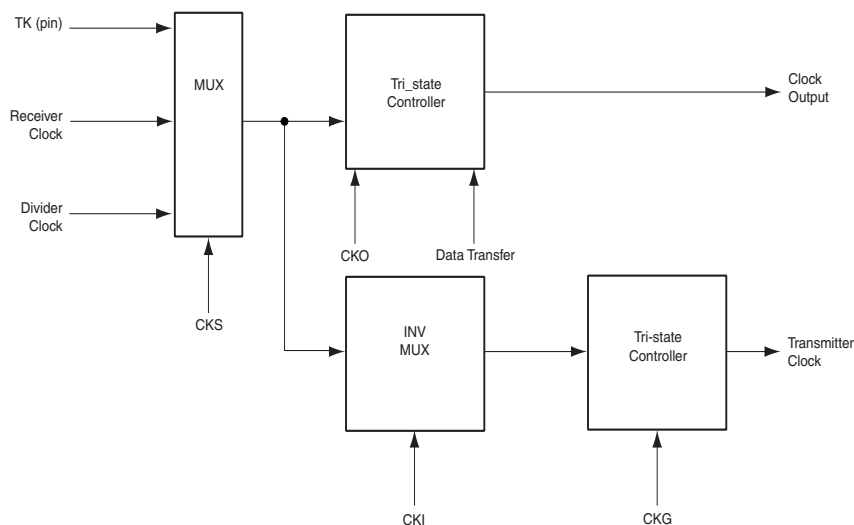 TK (pin)
MUX
Tri_state
Controller
Clock
Output
Receiver
Clock
Divider
Clock
CKO
Data Transfer
CKS
INV
MUX
Tri-state
Controller
Transmitter
Clock
CKI
CKG